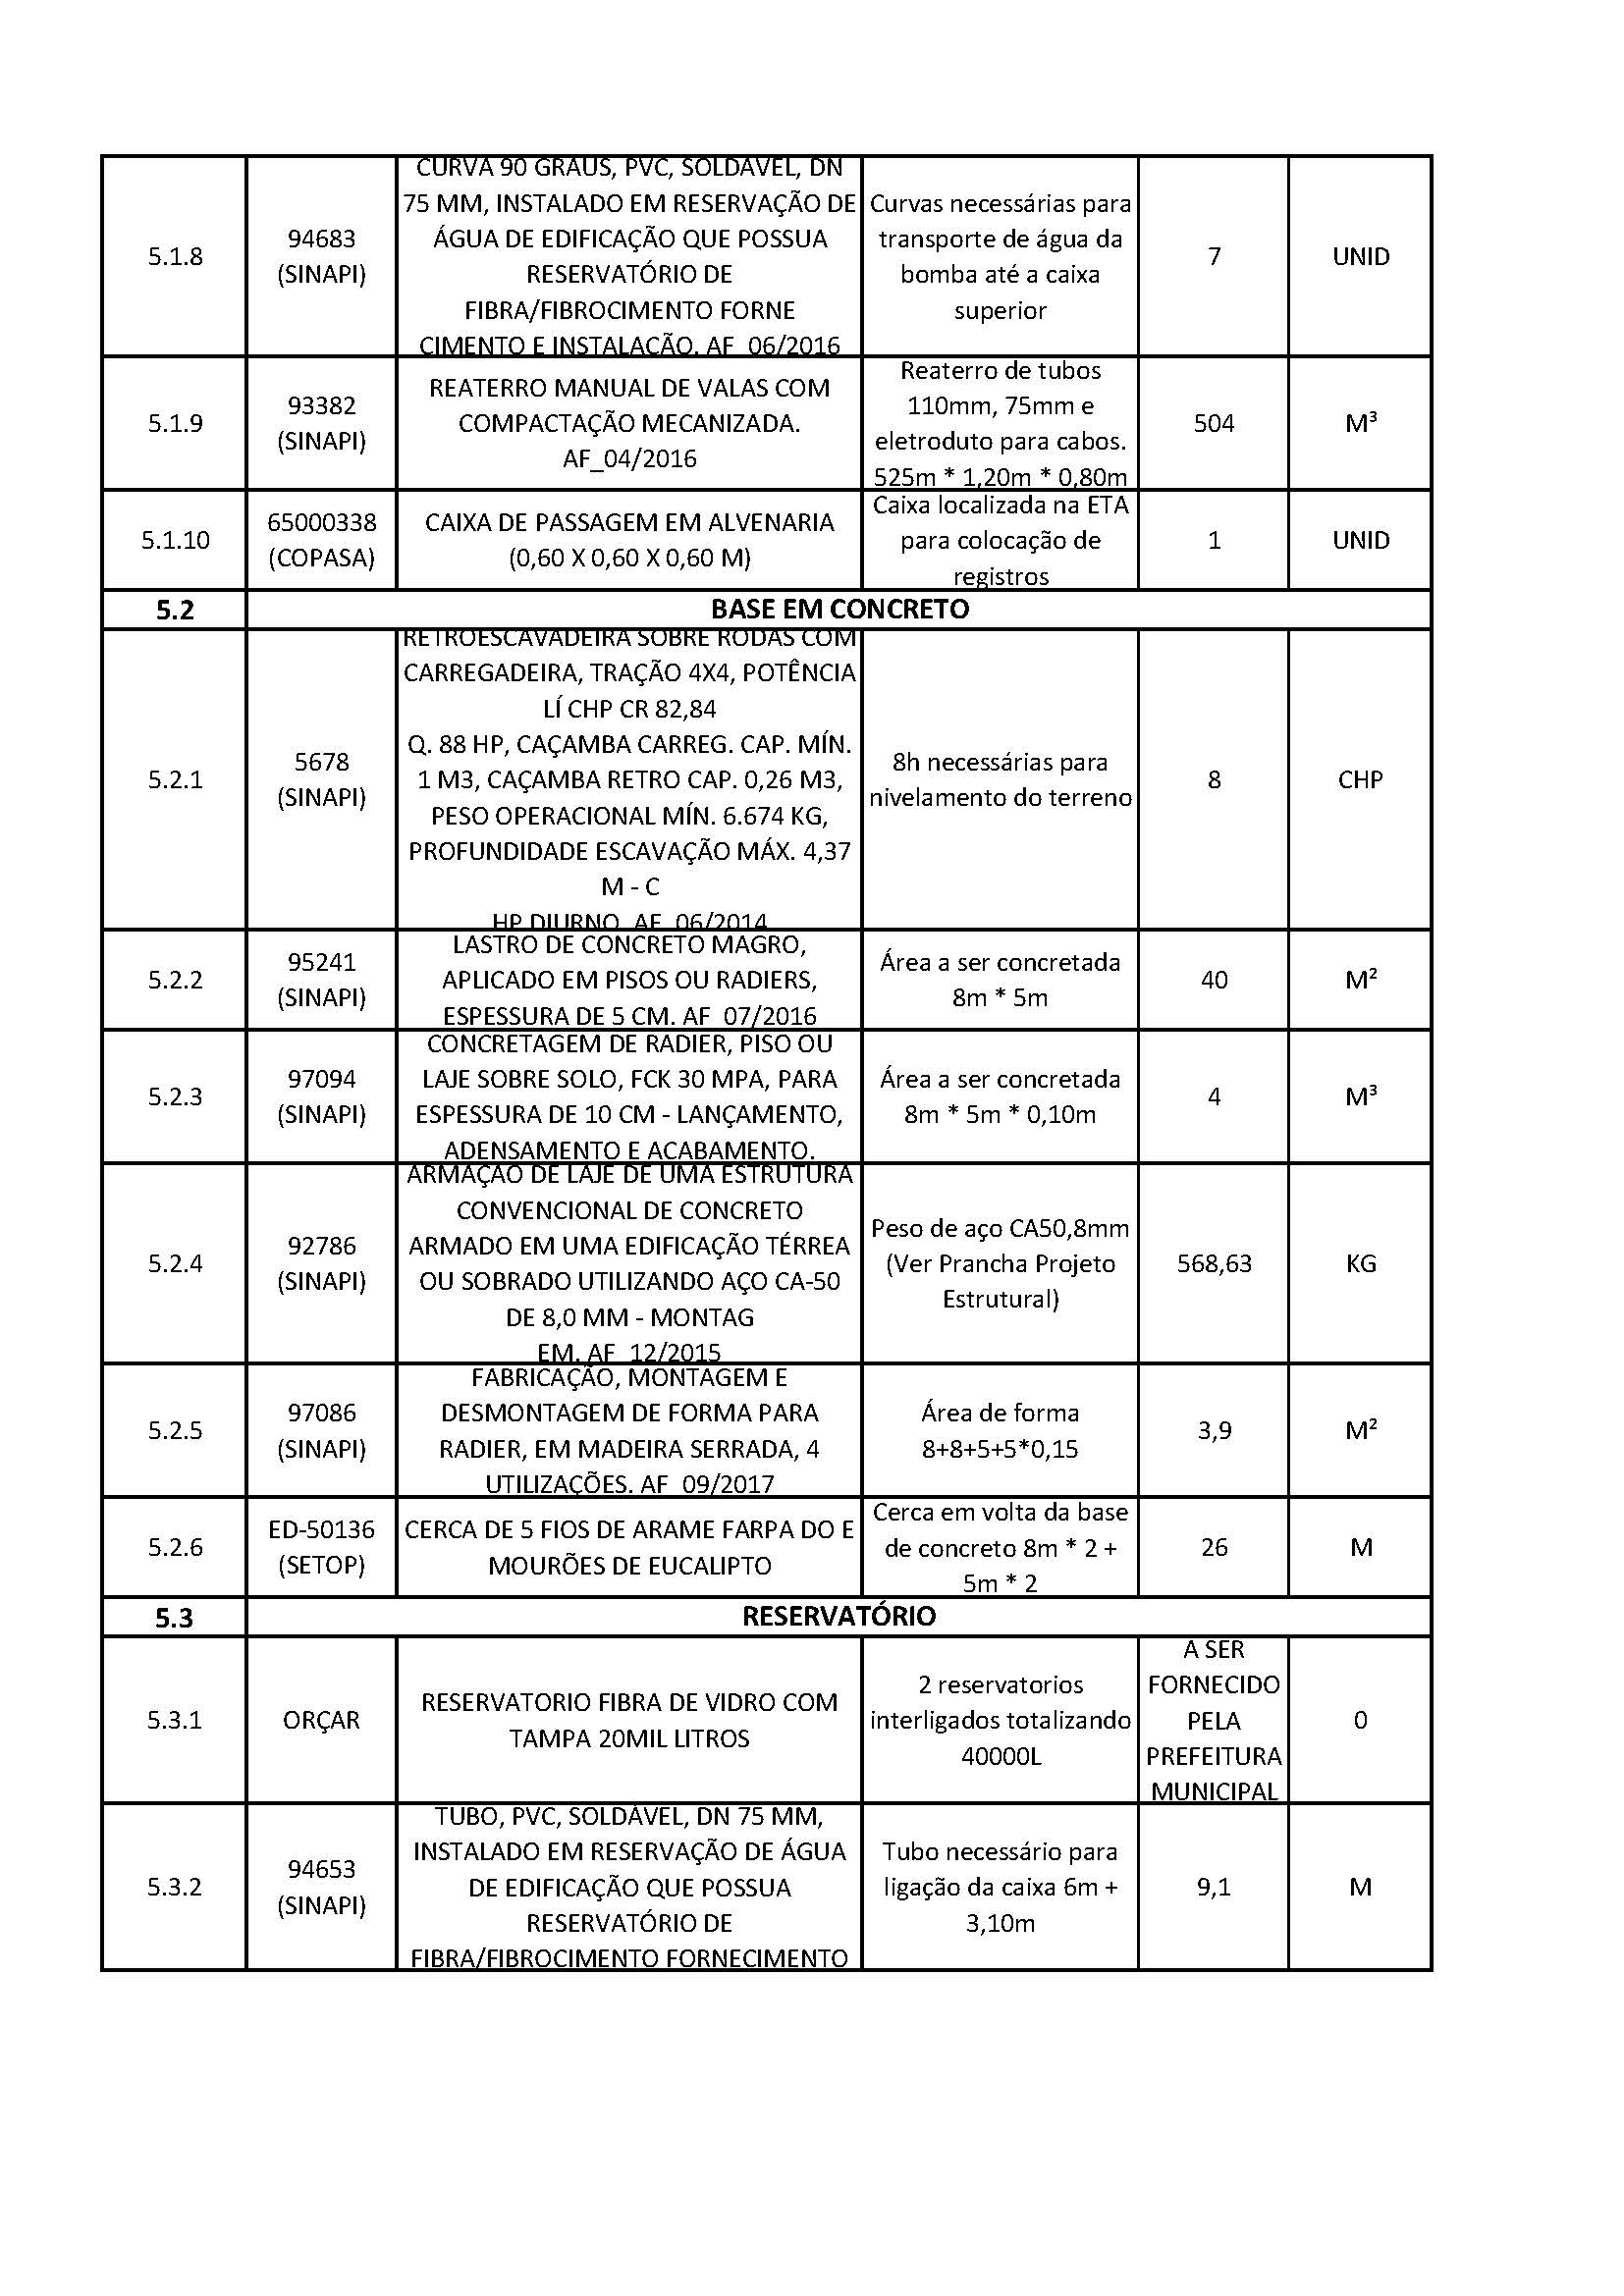 5.1.8
94683
(SINAPI)
CURVA 90 GRAUS, PVC, SOLDÁVEL, DN
75 MM, INSTALADO EM RESERVAÇÃO DE
ÁGUA DE EDIFICAÇÃO QUE POSSUA
RESERVATÓRIO DE
FIBRA/FIBROCIMENTO FORNE
CIMENTO E INSTALAÇÃO. AF_06/2016
Curvas necessárias para
transporte de água da
bomba até a caixa
superior
7
UNID
5.1.9
93382
(SINAPI)
REATERRO MANUAL DE VALAS COM
COMPACTAÇÃO MECANIZADA.
AF_04/2016
Reaterro de tubos
110mm, 75mm e
eletroduto para cabos.
525m * 1,20m * 0,80m
504
M³
5.1.10
65000338
(COPASA)
CAIXA DE PASSAGEM EM ALVENARIA
(0,60 X 0,60 X 0,60 M)
Caixa localizada na ETA
para colocação de
registros
1
UNID
5.2
BASE EM CONCRETO
5.2.1
5678
(SINAPI)
RETROESCAVADEIRA SOBRE RODAS COM
CARREGADEIRA, TRAÇÃO 4X4, POTÊNCIA
LÍ CHP CR 82,84
Q. 88 HP, CAÇAMBA CARREG. CAP. MÍN.
1 M3, CAÇAMBA RETRO CAP. 0,26 M3,
PESO OPERACIONAL MÍN. 6.674 KG,
PROFUNDIDADE ESCAVAÇÃO MÁX. 4,37
M - C
HP DIURNO. AF_06/2014
8h necessárias para
nivelamento do terreno
8
CHP
5.2.2
95241
(SINAPI)
LASTRO DE CONCRETO MAGRO,
APLICADO EM PISOS OU RADIERS,
ESPESSURA DE 5 CM. AF_07/2016
Área a ser concretada
8m * 5m
40
M²
5.2.3
97094
(SINAPI)
CONCRETAGEM DE RADIER, PISO OU
LAJE SOBRE SOLO, FCK 30 MPA, PARA
ESPESSURA DE 10 CM - LANÇAMENTO,
ADENSAMENTO E ACABAMENTO.
Área a ser concretada
8m * 5m * 0,10m
4
M³
5.2.4
92786
(SINAPI)
ARMAÇÃO DE LAJE DE UMA ESTRUTURA
CONVENCIONAL DE CONCRETO
ARMADO EM UMA EDIFICAÇÃO TÉRREA
OU SOBRADO UTILIZANDO AÇO CA-50
DE 8,0 MM - MONTAG
EM. AF_12/2015
Peso de aço CA50,8mm
(Ver Prancha Projeto
Estrutural)
568,63
KG
5.2.5
97086
(SINAPI)
FABRICAÇÃO, MONTAGEM E
DESMONTAGEM DE FORMA PARA
RADIER, EM MADEIRA SERRADA, 4
UTILIZAÇÕES. AF_09/2017
Área de forma
8+8+5+5*0,15
3,9
M²
5.2.6
ED-50136
(SETOP)
CERCA DE 5 FIOS DE ARAME FARPA DO E
MOURÕES DE EUCALIPTO
Cerca em volta da base
de concreto 8m * 2 +
5m * 2
26
M
5.3
RESERVATÓRIO
5.3.1
ORÇAR
RESERVATORIO FIBRA DE VIDRO COM
TAMPA 20MIL LITROS
2 reservatorios
interligados totalizando
40000L
A SER
FORNECIDO
PELA
PREFEITURA
MUNICIPAL
0
5.3.2
94653
(SINAPI)
TUBO, PVC, SOLDÁVEL, DN 75 MM,
INSTALADO EM RESERVAÇÃO DE ÁGUA
DE EDIFICAÇÃO QUE POSSUA
RESERVATÓRIO DE
FIBRA/FIBROCIMENTO FORNECIMENTO
Tubo necessário para
ligação da caixa 6m +
3,10m
9,1
M